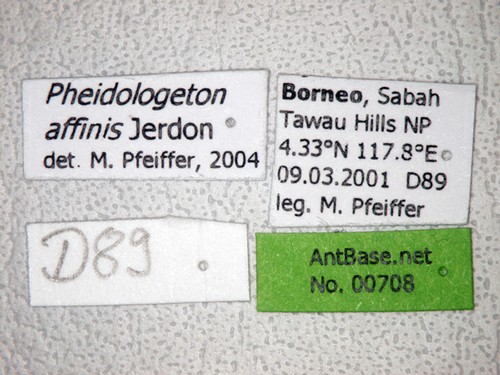 Pheidologeton
affinis Jerdon
det. M. Pfeiffer, 2004
Borneo, Sabah
Tawau Hills NP
4.33°N 117.8°E
09.03.2001 D89
leg. M. Pfeiffer
D89
AntBase.net
No. 00708